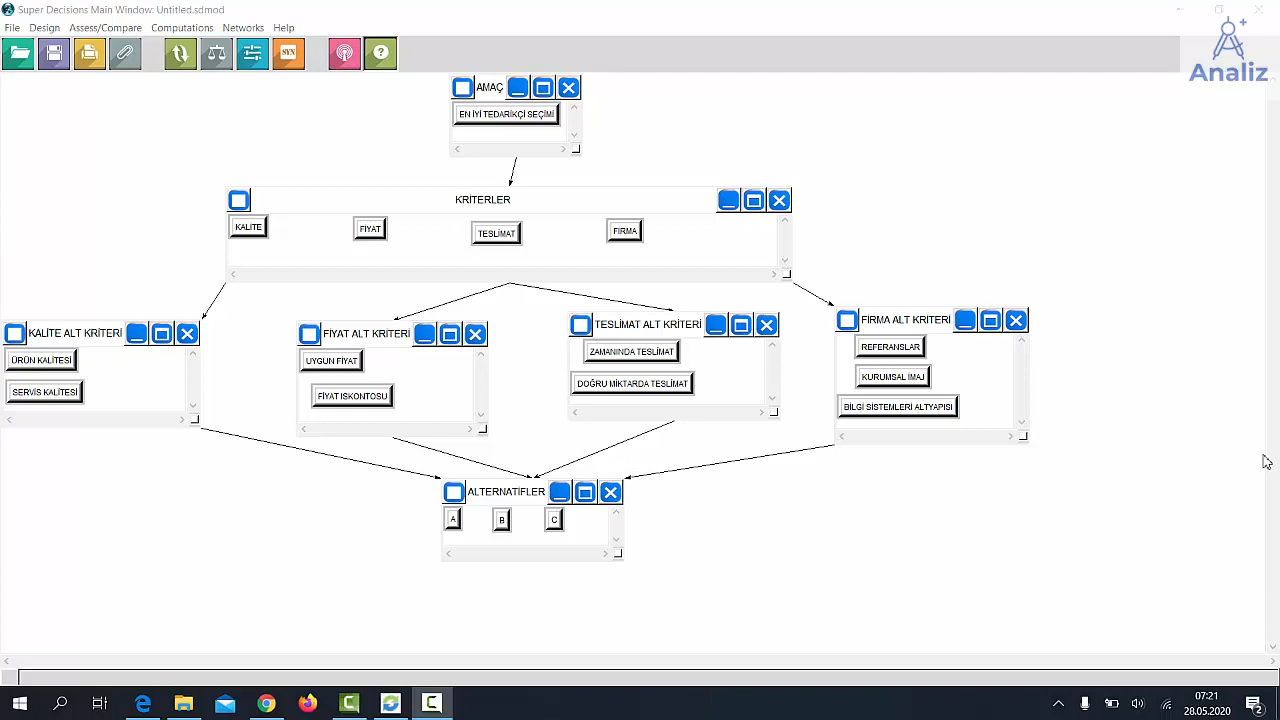 Super Decisions Main Window: Untitled.sdmod
File Design Assess/Compare Computations Networks Help
SYN
?
Analiz
AMAÇ
EN İYİ TEDARİKÇİ SEÇİMİ
KRİTERLER
KALİTE FİYAT TESLİMAT FİRMA
KALİTE ALT KRİTERİ
ÜRÜN KALİTESİ
SERVİS KALİTESİ
FİYAT ALT KRİTERİ
UYGUN FİYAT
FİYAT ISKONTOSU
TESLİMAT ALT KRİTERİ
ZAMANINDA TESLİMAT
DOĞRU MİKTARDA TESLİMAT
FİRMA ALT KRİTERİ
REFERANSLAR
KURUMSAL İMAJ
BİLGİ SİSTEMLERİ ALTYAPISI
ALTERNATİFLER
A B C
07:21
28.05.2020
2